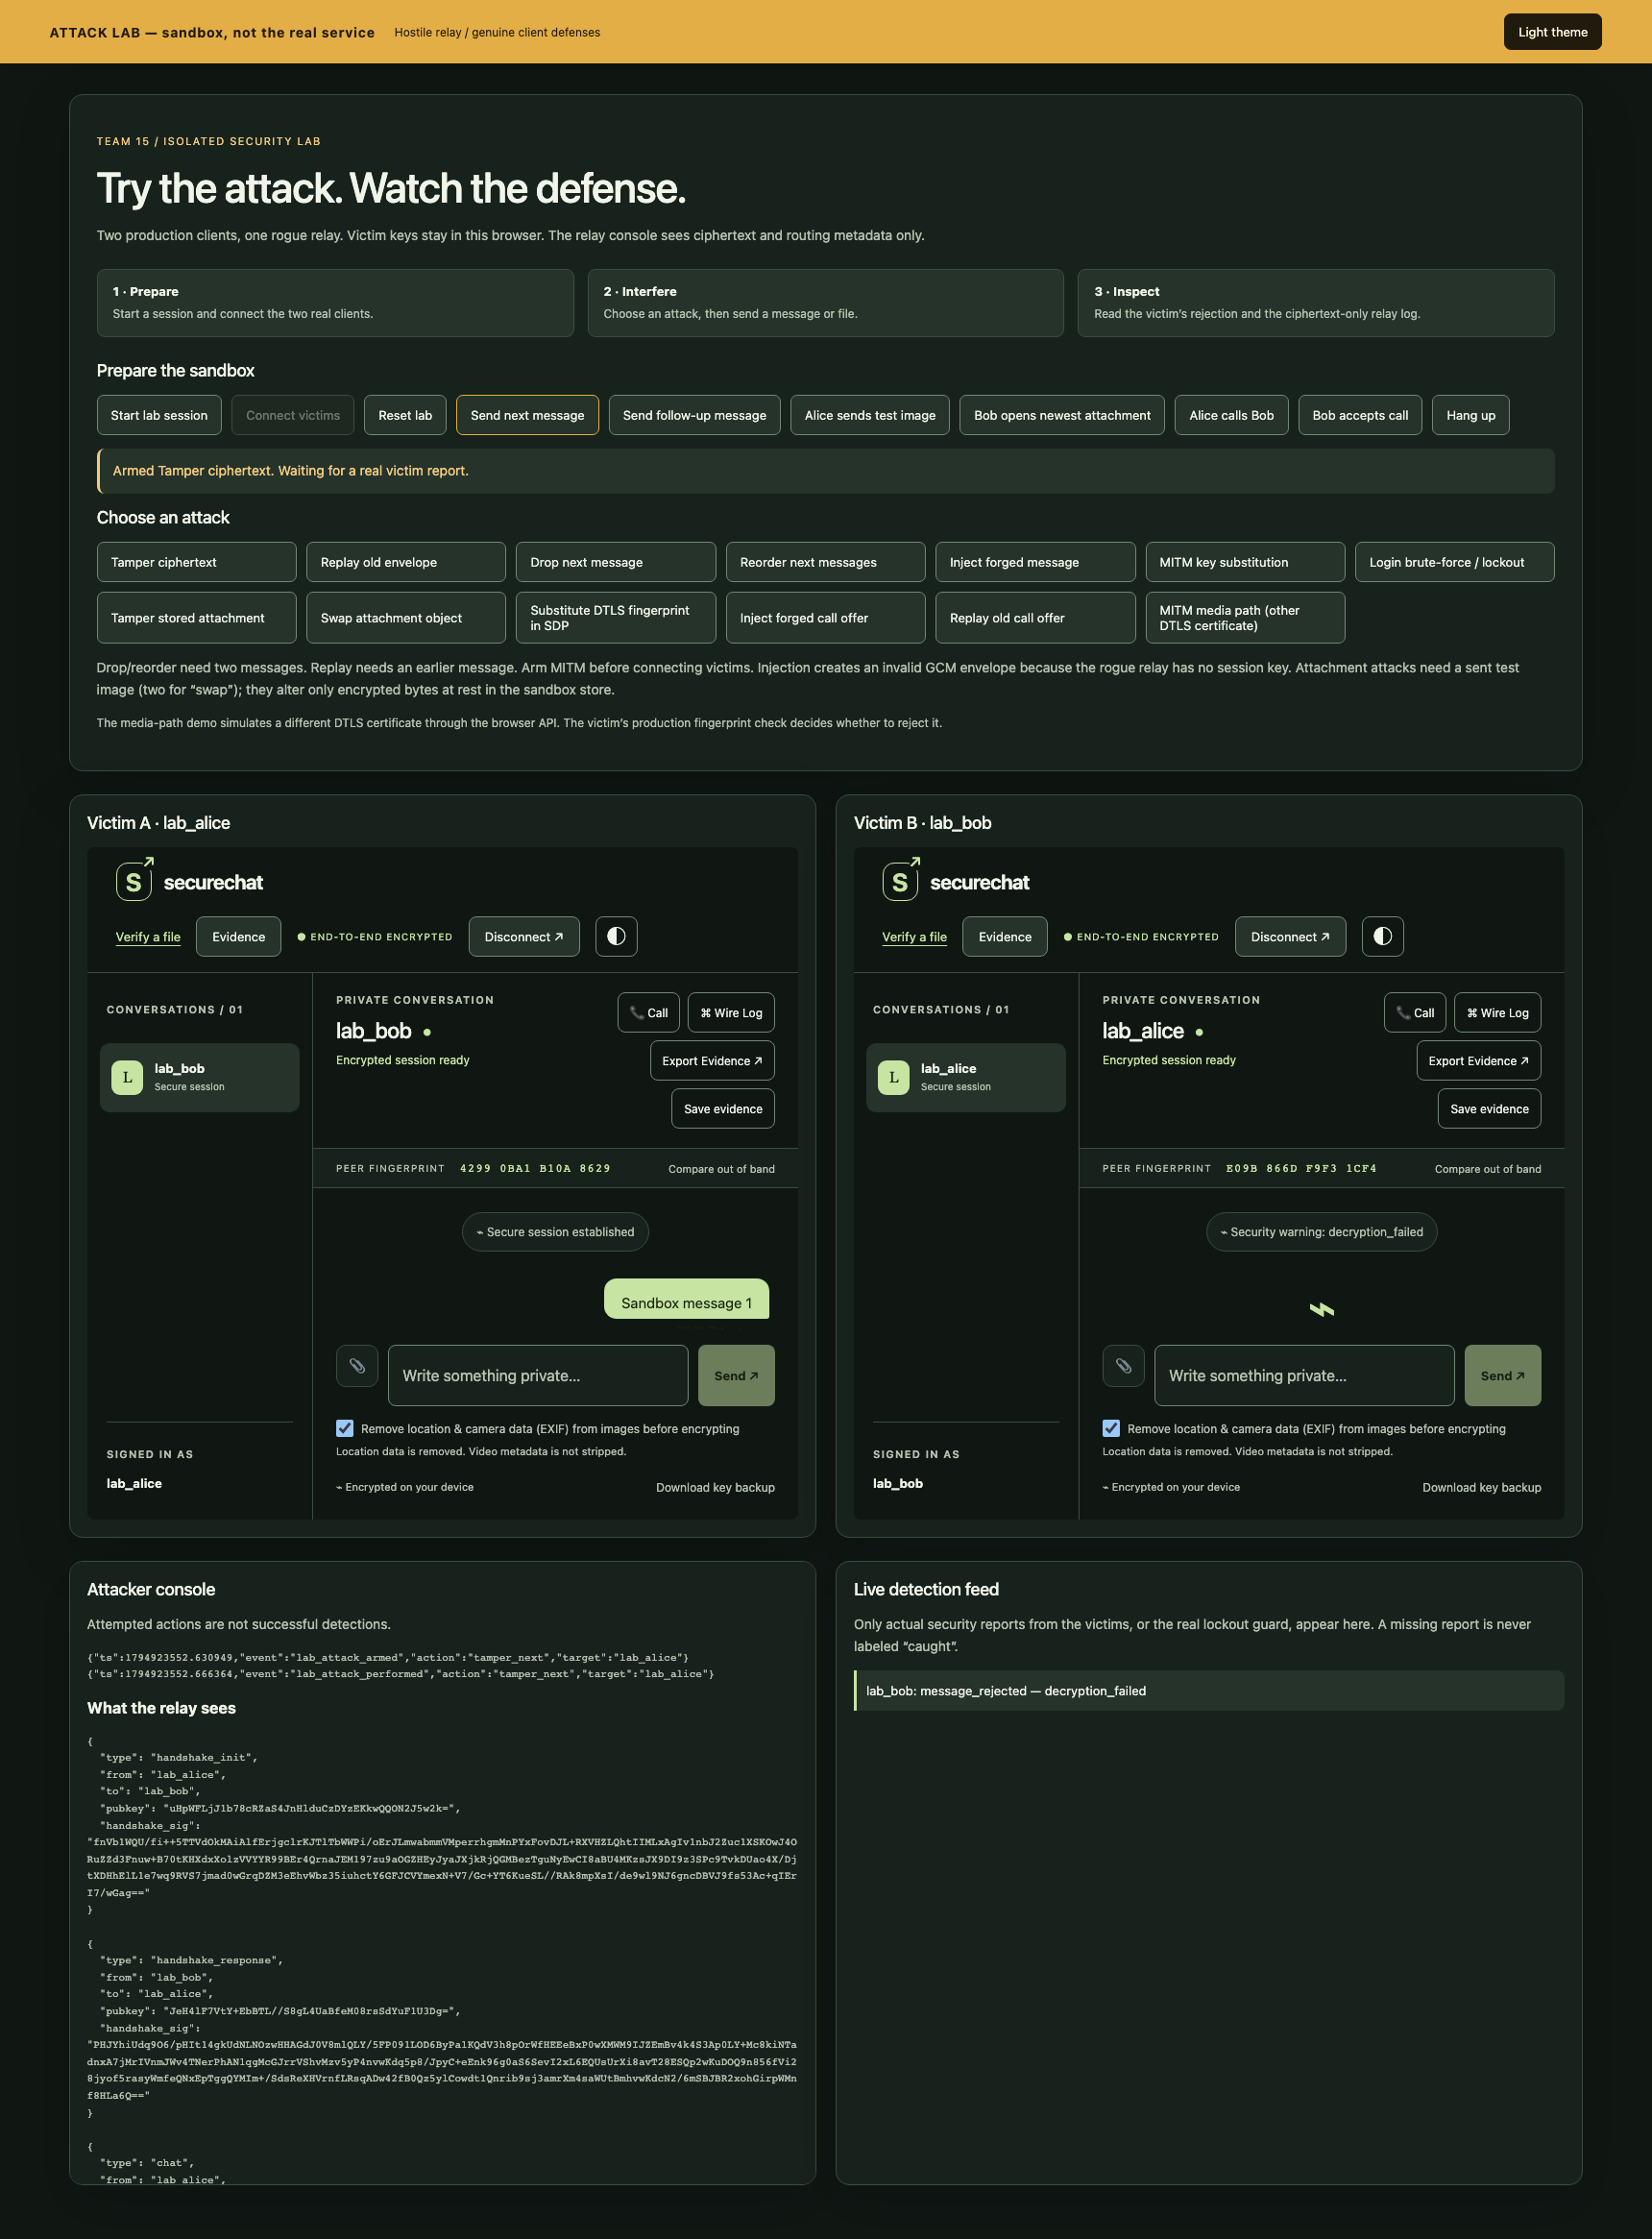 ATTACK LAB — sandbox, not the real service
Hostile relay / genuine client defenses
Light theme
TEAM 15 / ISOLATED SECURITY LAB
Try the attack. Watch the defense.
Two production clients, one rogue relay. Victim keys stay in this browser. The relay console sees ciphertext and routing metadata only.
1 · Prepare
Start a session and connect the two real clients.
2 · Interfere
Choose an attack, then send a message or file.
3 · Inspect
Read the victim's rejection and the ciphertext-only relay log.
Prepare the sandbox
Start lab session
Connect victims
Reset lab
Send next message
Send follow-up message
Alice sends test image
Bob opens newest attachment
Alice calls Bob
Bob accepts call
Hang up
Armed Tamper ciphertext. Waiting for a real victim report.
Choose an attack
Tamper ciphertext
Replay old envelope
Drop next message
Reorder next messages
Inject forged message
MITM key substitution
Login brute-force / lockout
Tamper stored attachment
Swap attachment object
Substitute DTLS fingerprint
in SDP
Inject forged call offer
Replay old call offer
MITM media path (other
DTLS certificate)
Drop/reorder need two messages. Replay needs an earlier message. Arm MITM before connecting victims. Injection creates an invalid GCM envelope because the rogue relay has no session key. Attachment attacks need a sent test
image (two for “swap”); they alter only encrypted bytes at rest in the sandbox store.
The media-path demo simulates a different DTLS certificate through the browser API. The victim's production fingerprint check decides whether to reject it.
Victim A · lab_alice
S
securechat
Verify a file
Evidence
END-TO-END ENCRYPTED
Disconnect ↗
CONVERSATIONS / 01
L
lab_bob
Secure session
PRIVATE CONVERSATION
lab_bob
Encrypted session ready
Call
⌘ Wire Log
Export Evidence ↗
Save evidence
PEER FINGERPRINT 4299 0BA1 B10A 8629
Compare out of band
Secure session established
Sandbox message 1
Write something private...
Send ↗
Remove location & camera data (EXIF) from images before encrypting
Location data is removed. Video metadata is not stripped.
Encrypted on your device
Download key backup
SIGNED IN AS
lab_alice
Victim B · lab_bob
S
securechat
Verify a file
Evidence
END-TO-END ENCRYPTED
Disconnect ↗
CONVERSATIONS / 01
L
lab_alice
Secure session
PRIVATE CONVERSATION
lab_alice
Encrypted session ready
Call
⌘ Wire Log
Export Evidence ↗
Save evidence
PEER FINGERPRINT E09B 866D F9F3 1CF4
Compare out of band
Security warning: decryption_failed
Write something private...
Send ↗
Remove location & camera data (EXIF) from images before encrypting
Location data is removed. Video metadata is not stripped.
Encrypted on your device
Download key backup
SIGNED IN AS
lab_bob
Attacker console
Attempted actions are not successful detections.
{"ts":1794923552.630949,"event":"lab_attack_armed","action":"tamper_next","target":"lab_alice"}
{"ts":1794923552.666364,"event":"lab_attack_performed","action":"tamper_next","target":"lab_alice"}
What the relay sees
{
"type": "handshake_init",
"from": "lab_alice",
"to": "lab_bob",
"pubkey":
"handshake_sig":
}
{
"type": "handshake_response",
"from": "lab_bob",
"to": "lab_alice",
"pubkey":
"handshake_sig":
}
{
"type": "chat",
"from": "lab_alice",
Live detection feed
Only actual security reports from the victims, or the real lockout guard, appear here. A missing report is never
labeled “caught”.
lab_bob: message_rejected — decryption_failed